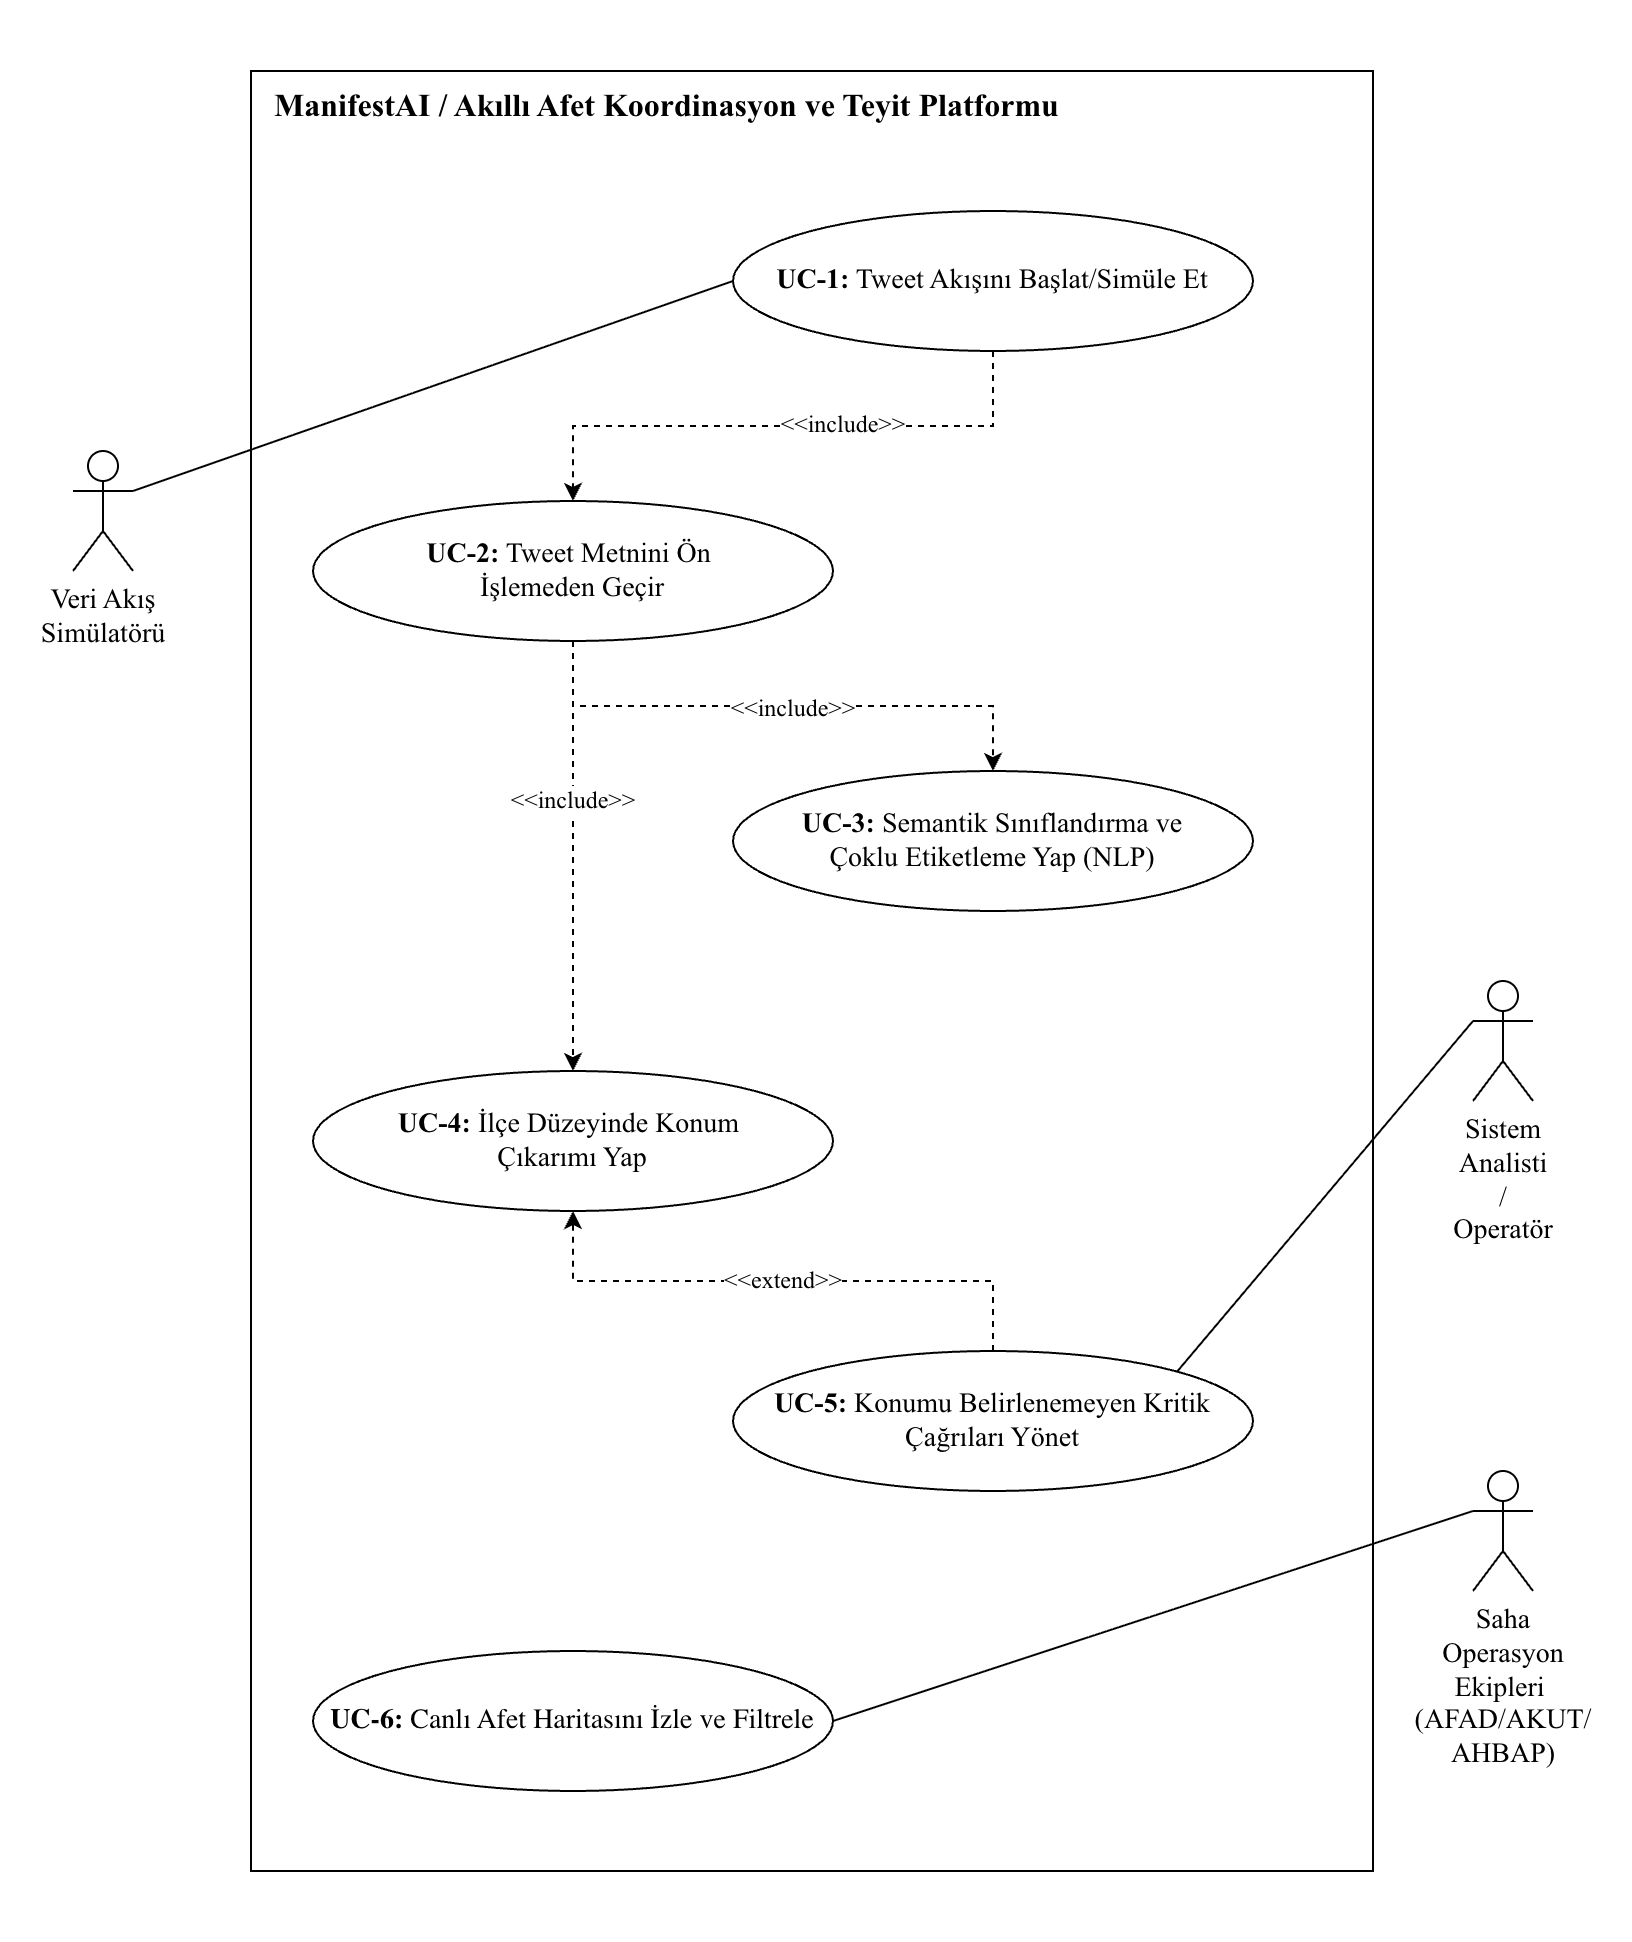 ManifestAI / Akıllı Afet Koordinasyon ve Teyit Platformu
UC-1: Tweet Akışını Başlat/Simüle Et
<<include>>
UC-2: Tweet Metnini Ön
İşlemeden Geçir
Veri Akış
Simülatörü
<<include>>
<<include>>
UC-3: Semantik Sınıflandırma ve
Çoklu Etiketleme Yap (NLP)
UC-4: İlçe Düzeyinde Konum
Çıkarımı Yap
Sistem
Analisti
/
Operatör
<<extend>>
UC-5: Konumu Belirlenemeyen Kritik
Çağrıları Yönet
Saha
Operasyon
Ekipleri
(AFAD/AKUT/
AHBAP)
UC-6: Canlı Afet Haritasını İzle ve Filtrele